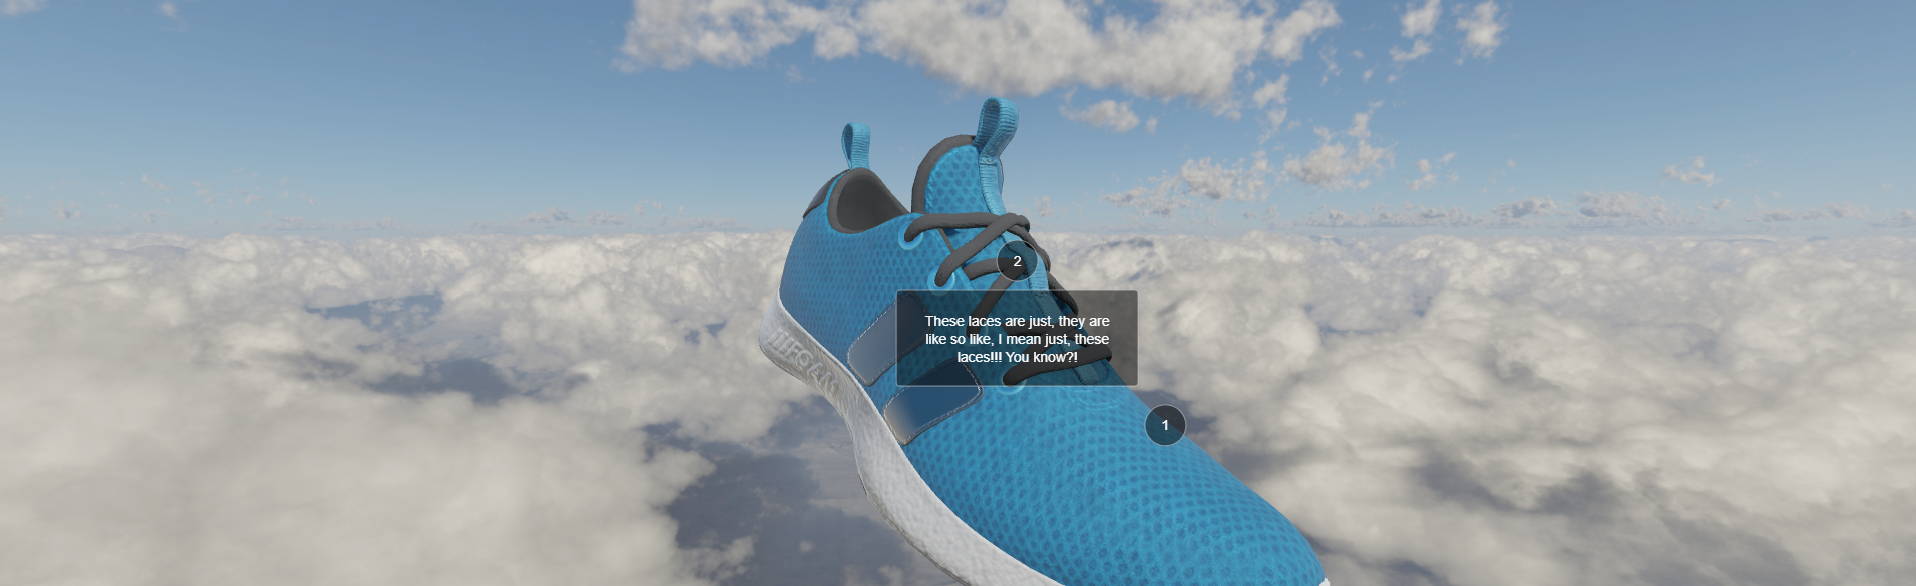 2
These laces are just, they are
like so like, I mean just, these
laces!!! You know?!
1